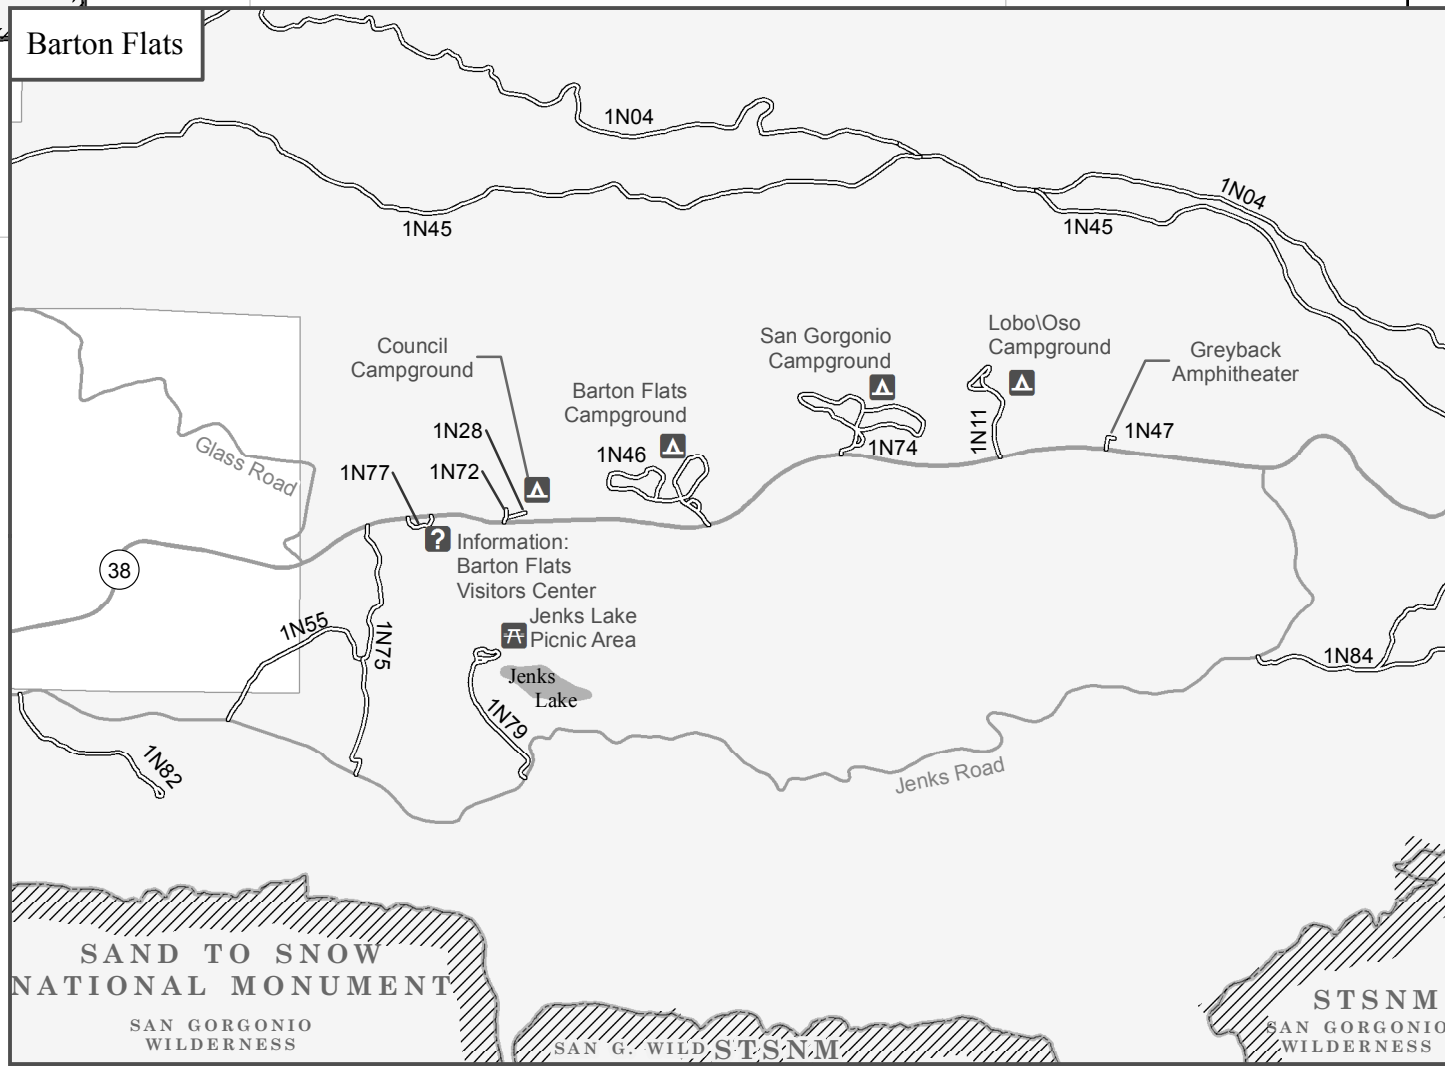 Barton Flats
1N04
1N04
1N45
1N45
Council
Campground
San Gorgonio
Campground
Lobo\Oso
Campground
Greyback
Amphitheater
Barton Flats
Campground
1N28
1N46
1N74
1N11
1N47
Glass Road
1N77
1N72
38
?
Information:
Barton Flats
Visitors Center
Jenks Lake
Picnic Area
1N55
1N75
1N84
Jenks
Lake
1N79
1N82
Jenks Road
SAND TO SNOW
NATIONAL MONUMENT
SAN GORGONIO
WILDERNESS
SAN G. WILD
STSNM
STSNM
SAN GORGONIO
WILDERNESS